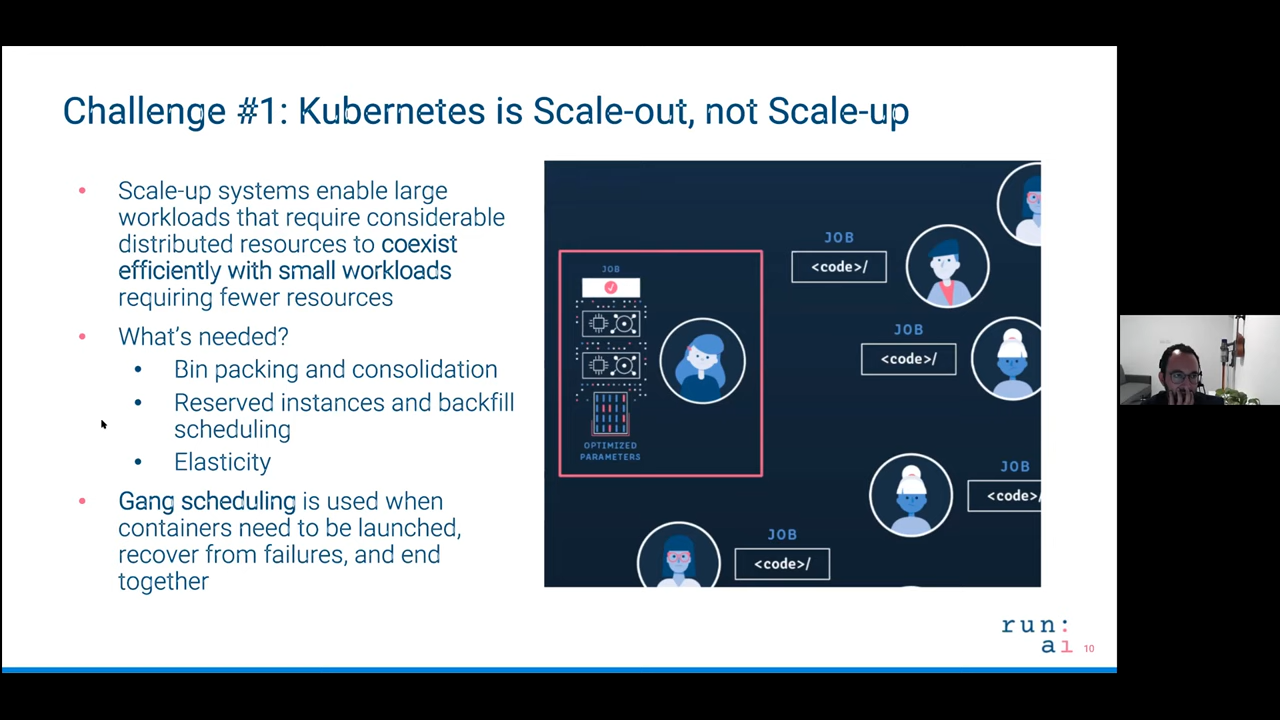 Challenge #1: Kubernetes is Scale-out, not Scale-up
• Scale-up systems enable large
workloads that require considerable
distributed resources to coexist
efficiently with small workloads
requiring fewer resources
• What's needed?
• Bin packing and consolidation
• Reserved instances and backfill
scheduling
• Elasticity
• Gang scheduling is used when
containers need to be launched,
recover from failures, and end
together
JOB
OPTIMIZED
PARAMETERS
JOB
<code>/
JOB
<code>/
JOB
<code>/
JOB
<code>/
run:
ai
10